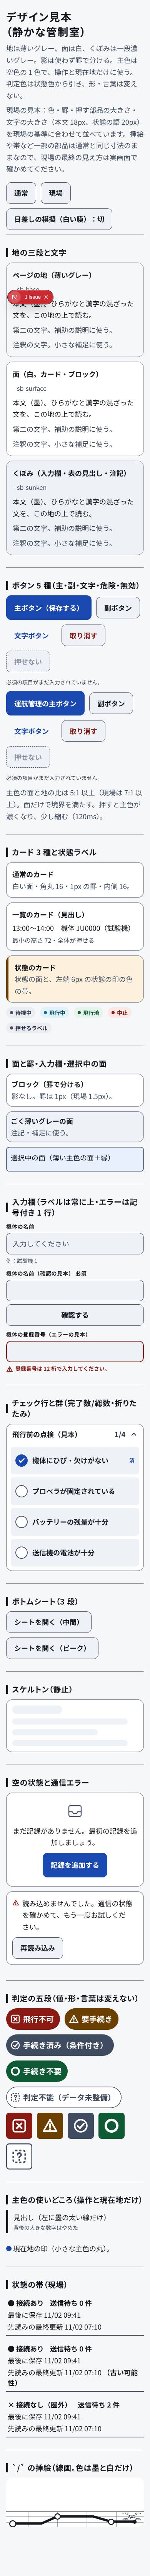 デザイン見本
（静かな管制室）
地は薄いグレー、面は白、くぼみは一段濃
いグレー。影は使わず罫で分ける。主色は
空色の 1 色で、操作と現在地だけに使う。
判定色は状態色から引き、形・言葉は変え
ない。
現場の見本：色・罫・押す部品の大きさ・
文字の大きさ（本文 18px、状態の語 20px）
を現場の基準に合わせて並べています。挿絵
や帯など一部の部品は通常と同じ寸法のま
まなので、現場の最終の見え方は実画面で
確かめてください。
通常
現場
日差しの模擬（白い膜）：切
地の三段と文字
ページの地（薄いグレー）
--sb-base
N
1 Issue ×
本文（墨）。ひらがなと漢字の混ざった
文を、この地の上で読む。
第二の文字。補助の説明に使う。
注釈の文字。小さな補足に使う。
面（白。カード・ブロック）
--sb-surface
本文（墨）。ひらがなと漢字の混ざった
文を、この地の上で読む。
第二の文字。補助の説明に使う。
注釈の文字。小さな補足に使う。
くぼみ（入力欄・表の見出し・注記）
--sb-sunken
本文（墨）。ひらがなと漢字の混ざった
文を、この地の上で読む。
第二の文字。補助の説明に使う。
注釈の文字。小さな補足に使う。
ボタン 5 種（主・副・文字・危険・無効）
主ボタン（保存する）
副ボタン
文字ボタン
取り消す
押せない
必須の項目がまだ入力されていません。
運航管理の主ボタン
副ボタン
文字ボタン
取り消す
押せない
必須の項目がまだ入力されていません。
主色の面と地の比は 5:1 以上（現場は 7:1 以
上）。面だけで境界を満たす。押すと主色が
濃くなり、少し縮む（120ms）。
カード 3 種と状態ラベル
通常のカード
白い面・角丸 16・1px の罫・内側 16。
一覧のカード（見出し）
13:00〜14:00　機体 JU0000（試験機）
最小の高さ 72・全体が押せる
状態のカード
状態の面と、左端 6px の状態の印の色
の帯。
待機中
飛行中
飛行済
中止
押せるラベル
面と罫・入力欄・選択中の面
ブロック（罫で分ける）
影なし。罫は 1px（現場 1.5px）。
ごく薄いグレーの面
注記・補足に使う。
選択中の面（薄い主色の面＋縁）
入力欄（ラベルは常に上・エラーは記
号付き 1 行）
機体の名前
入力してください
例：試験機 1
機体の名前（確認の見本） 必須
確認する
機体の登録番号（エラーの見本）
登録番号は 12 桁で入力してください。
チェック行と群（完了数/総数・折りた
たみ）
飛行前の点検（見本）
1/4
機体にひび・欠けがない
済
プロペラが固定されている
バッテリーの残量が十分
送信機の電池が十分
ボトムシート（3 段）
シートを開く（中間）
シートを開く（ピーク）
スケルトン（静止）
空の状態と通信エラー
まだ記録がありません。最初の記録を追
加しましょう。
記録を追加する
読み込めませんでした。通信の状態
を確かめて、もう一度お試しくだ
さい。
再読み込み
判定の五段（値・形・言葉は変えない）
飛行不可
要手続き
手続き済み（条件付き）
手続き不要
判定不能（データ未整備）
主色の使いどころ（操作と現在地だけ）
見出し（左に墨の太い線だけ）
背後の大きな数字はやめた
現在地の印（小さな主色の丸）。
状態の帯（現場）
● 接続あり　送信待ち 0 件
最後に保存 11/02 09:41
先読みの最終更新 11/02 07:10
● 接続あり　送信待ち 0 件
最後に保存 11/02 09:41
先読みの最終更新 11/02 07:10 （古い可能
性）
× 接続なし（圏外）　送信待ち 2 件
最後に保存 11/02 09:41
先読みの最終更新 11/02 07:10
`/` の挿絵（線画。色は墨と白だけ）